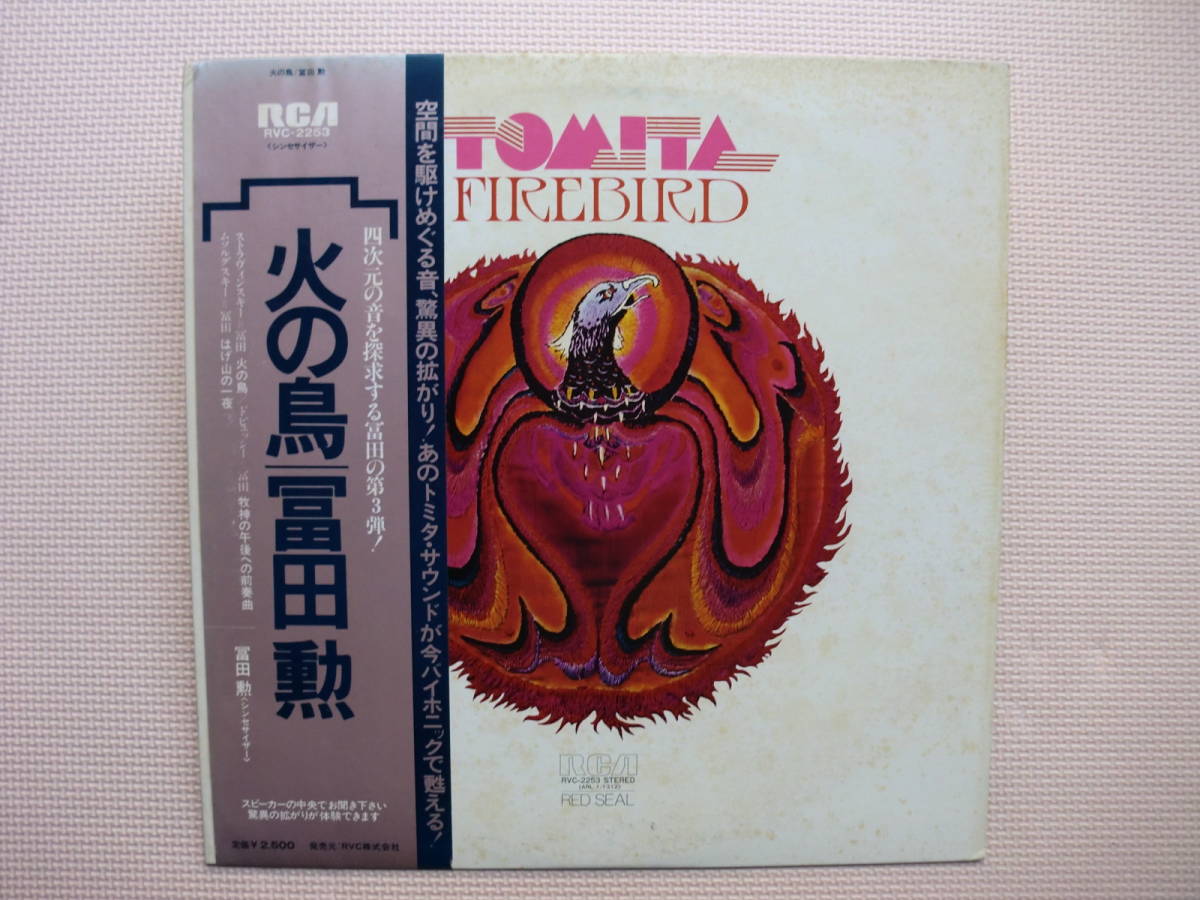 火の鳥/冨田 勲
RCA
RVC-2253
〈シンセサイザー〉
空間を駆けめぐる音、驚異の拡がり!あのトミタ・サウンドが今バイホニックで甦える!
四次元の音を探求する冨田の第3弾!
火の鳥 冨田 勲
ストラヴィンスキー=冨田 火の鳥/ドビュッシー=冨田 牧神の午後への前奏曲
ムソルグスキー=冨田 はげ山の一夜
冨田 勲〈シンセサイザー〉
スピーカーの中央でお聞き下さい
驚異の拡がりが体験できます
定価¥2,500 発売元/RVC株式会社
TOMITA
FIREBIRD
RCA
RVC-2253 STEREO
(ARL 1-1312)
RED SEAL